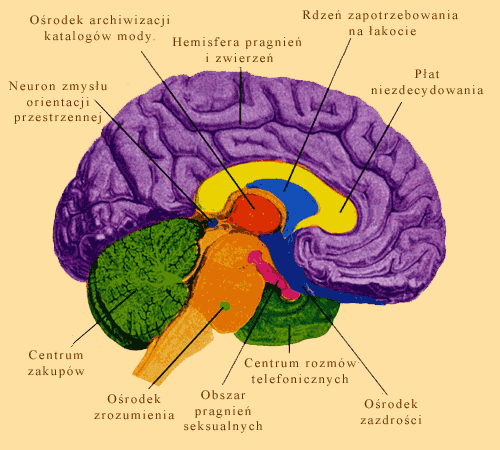 Ośrodek archiwizacji
katalogów mody.
Hemisfera pragnień
i zwierzeń
Rdzeń zapotrzebowania
na łakocie
Neuron zmysłu
orientacji
przestrzennej
Płat
niezdecydowania
Centrum
zakupów
Ośrodek
zrozumienia
Obszar
pragnień
seksualnych
Centrum rozmów
telefonicznych
Ośrodek
zazdrości